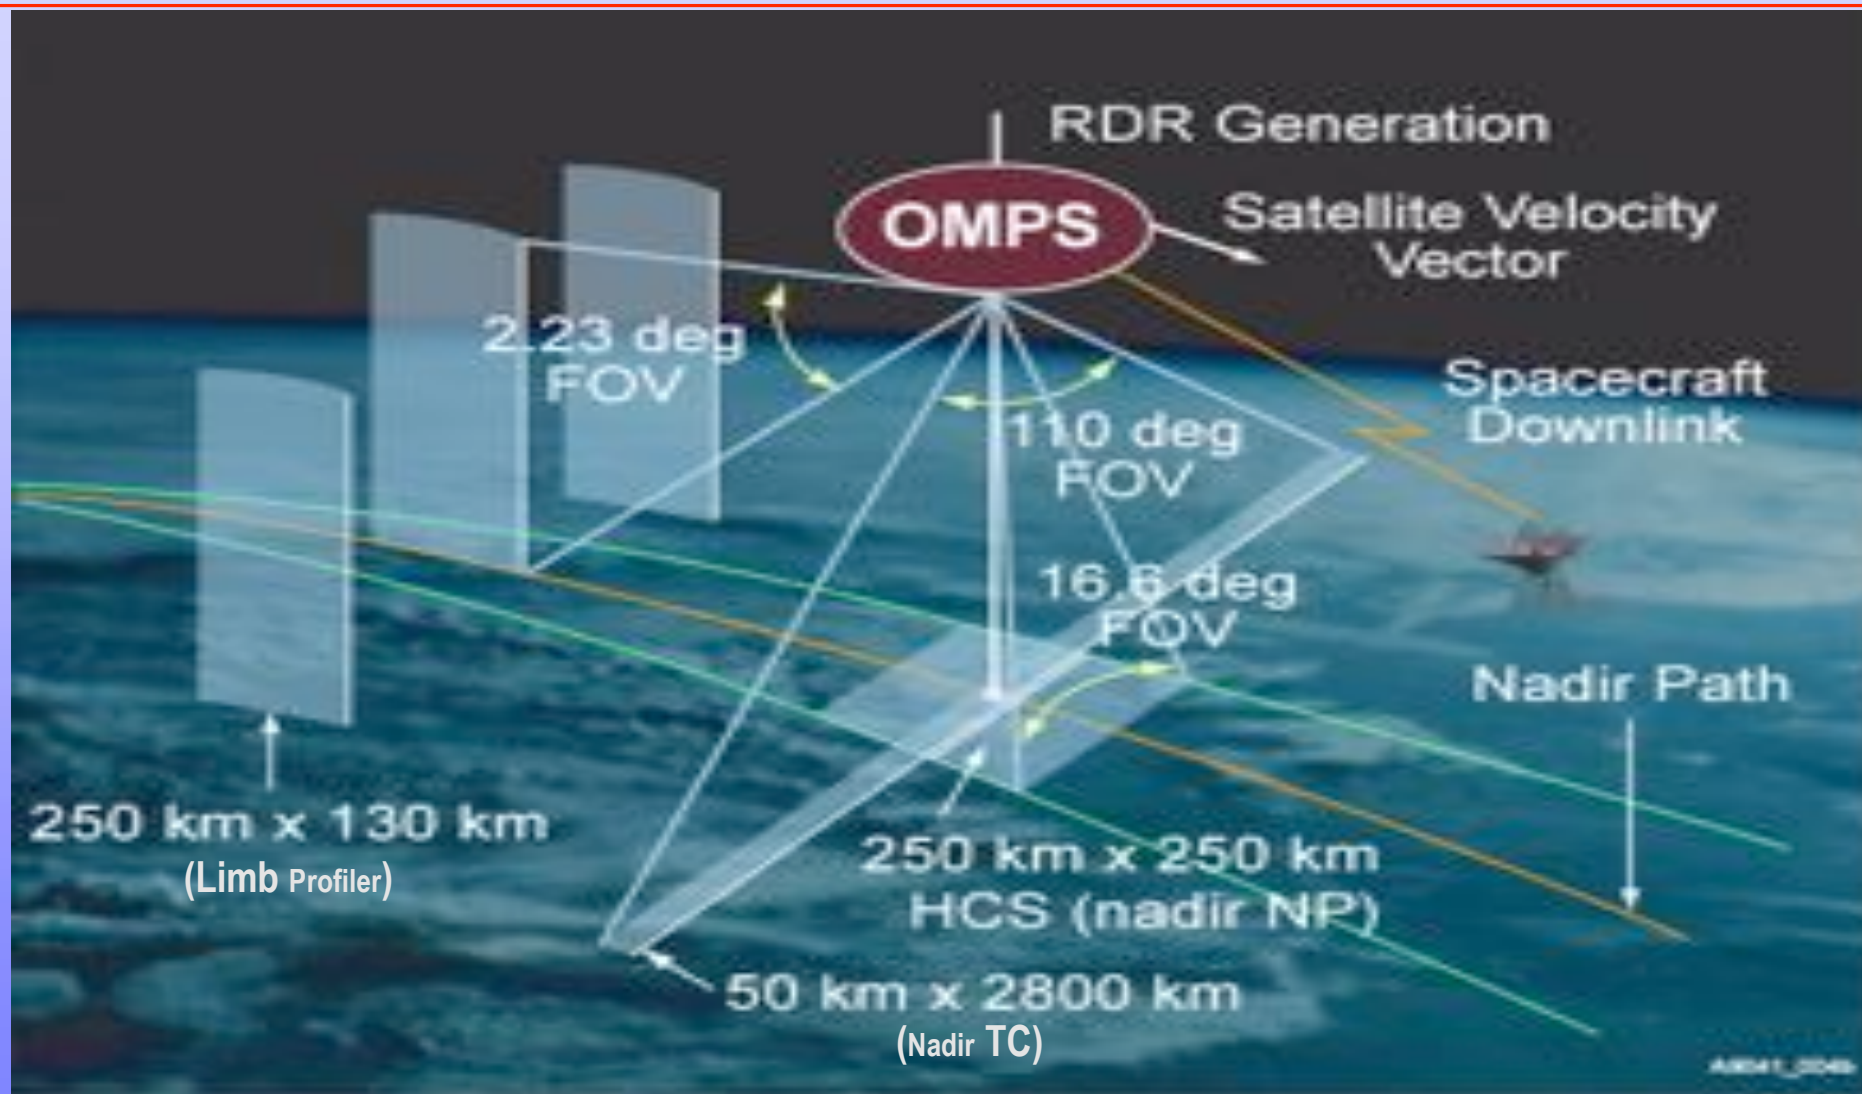 RDR Generation
OMPS
Satellite Velocity
Vector
2.23 deg
FOV
Spacecraft
Downlink
110 deg
FOV
16.6 deg
FOV
Nadir Path
250 km x 130 km
(Limb Profiler)
250 km x 250 km
HCS (nadir NP)
50 km x 2800 km
(Nadir TC)